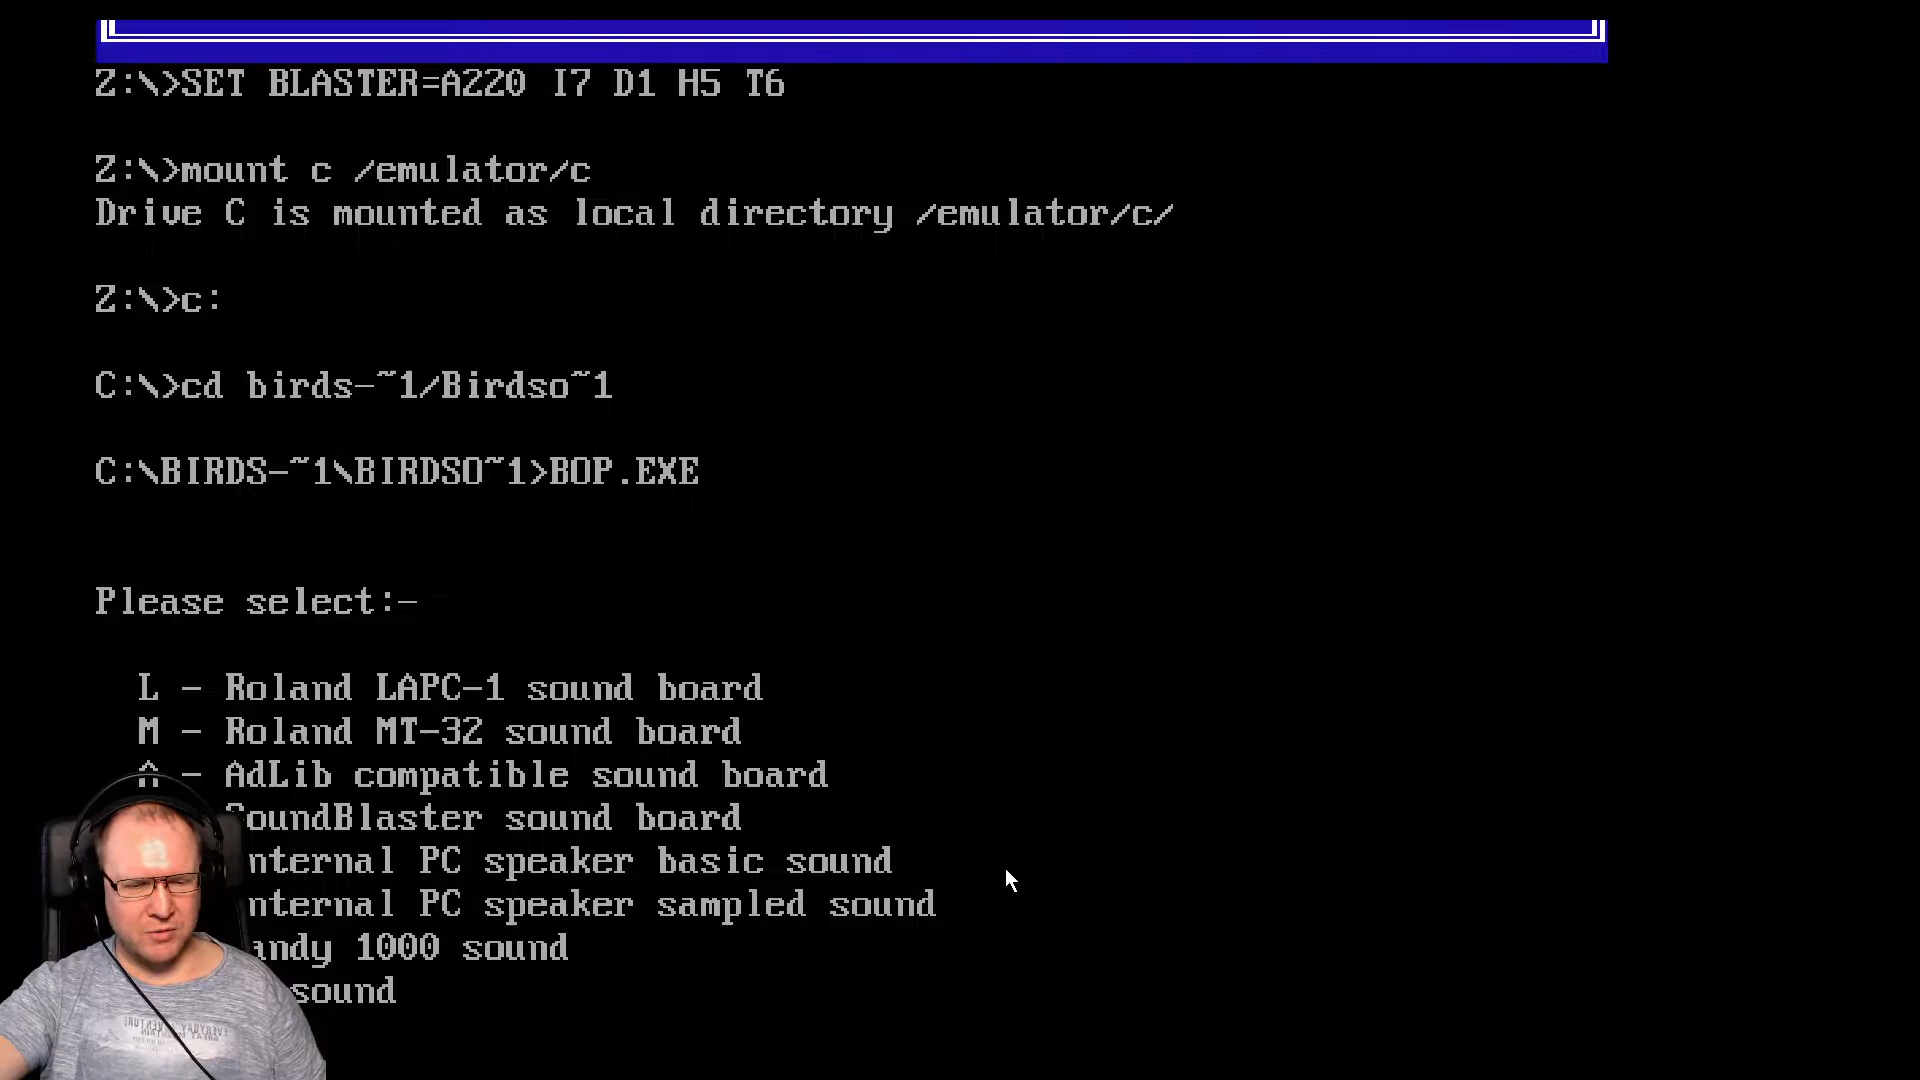 Z:\>SET BLASTER=A220 I7 D1 H5 T6
Z:\>mount c /emulator/c
Drive C is mounted as local directory /emulator/c/
Z:\>c:
C:\>cd birds-~1/Birdso~1
C:\BIRDS-~1\BIRDSO~1>BOP.EXE
Please select:-
L - Roland LAPC-1 sound board
M - Roland MT-32 sound board
A - AdLib compatible sound board
SoundBlaster sound board
nternal PC speaker basic sound
nternal PC speaker sampled sound
andy 1000 sound
sound